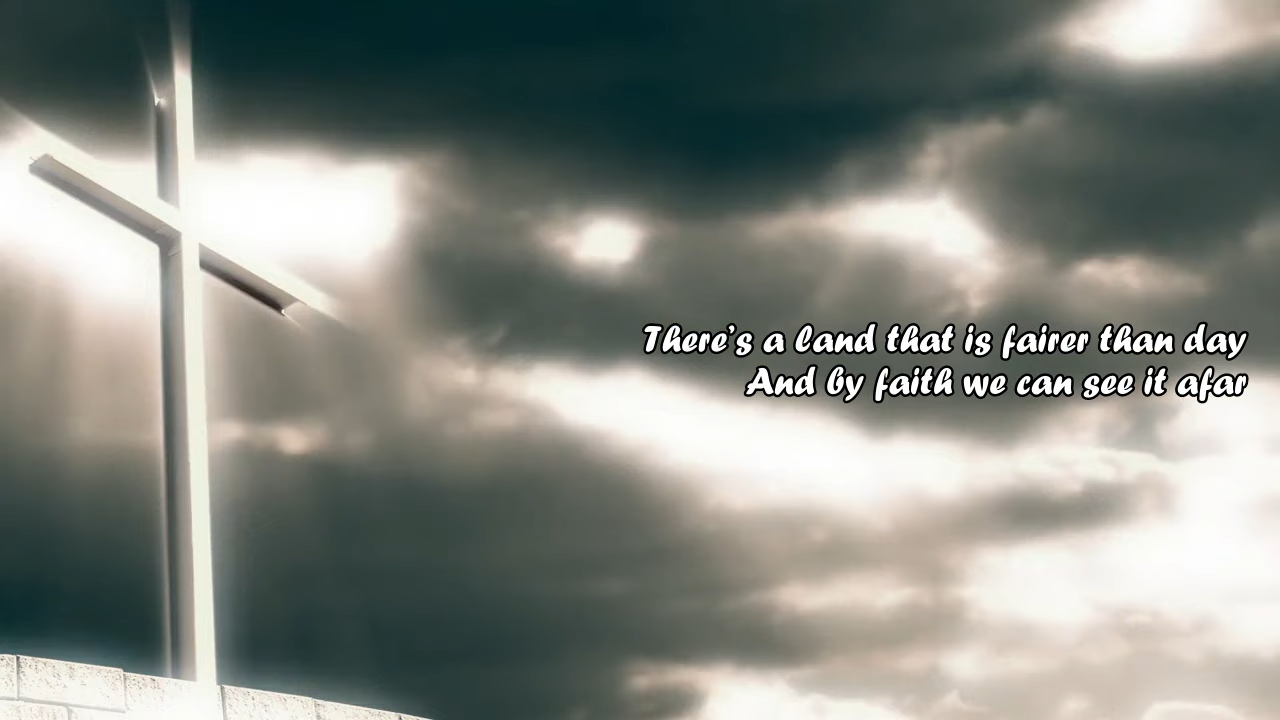 There's a land that is fairer than day
And by faith we can see it afar